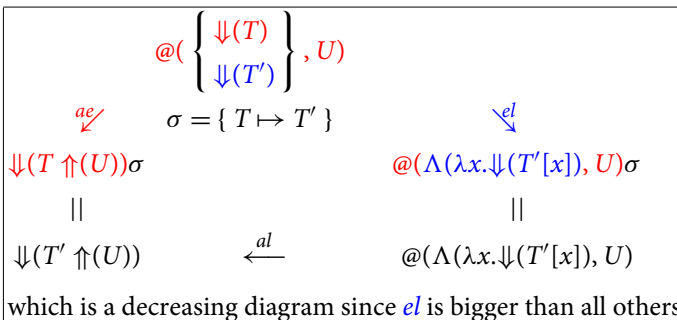 @( { ⇓(T) ⇓(T′) } , U)
ae σ = { T ↦ T′ } el
⇓(T ⇑(U))σ @(Λ(λx.⇓(T′[x]), U)σ
|| ||
⇓(T′ ⇑(U)) ←al @(Λ(λx.⇓(T′[x]), U)
which is a decreasing diagram since el is bigger than all others